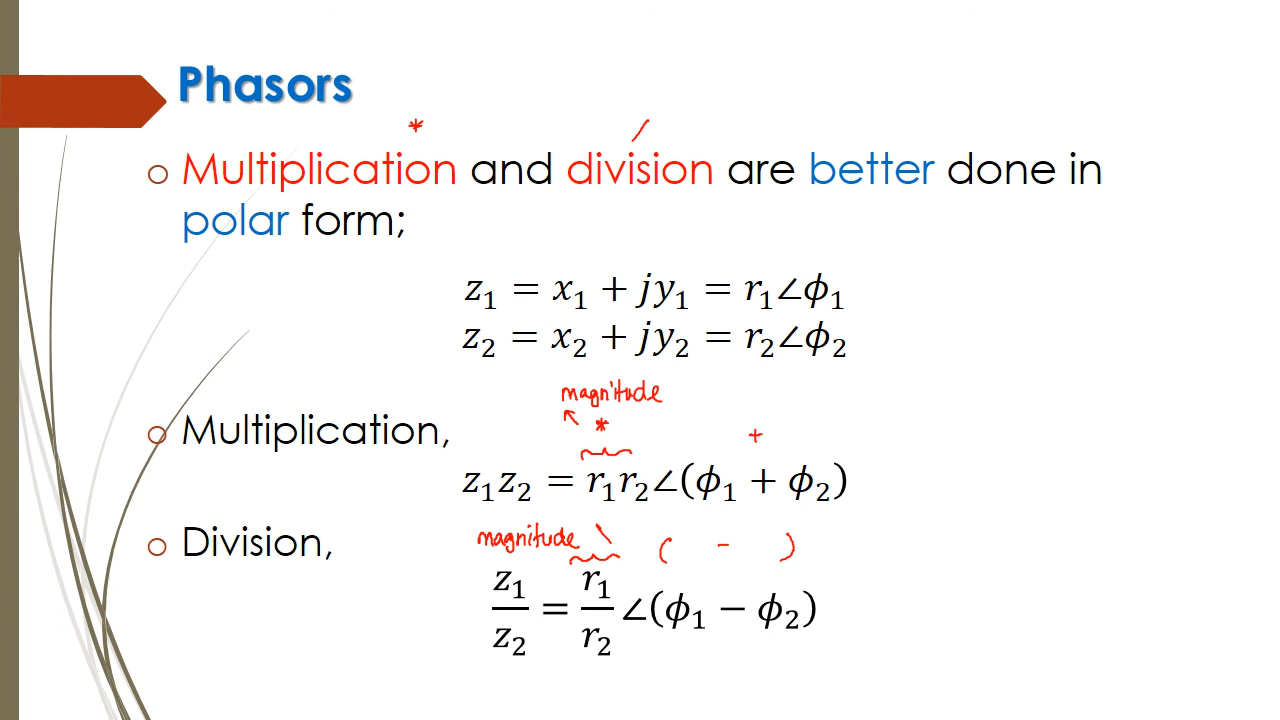 Phasors
* /
○ Multiplication and division are better done in
polar form;
z₁ = x₁ + jy₁ = r₁∠ϕ₁
z₂ = x₂ + jy₂ = r₂∠ϕ₂
magnitude
↖ * +
○ Multiplication,
z₁z₂ = r₁r₂∠(ϕ₁ + ϕ₂)
magnitude \ ( - )
○ Division,
z₁/z₂ = r₁/r₂ ∠(ϕ₁ − ϕ₂)